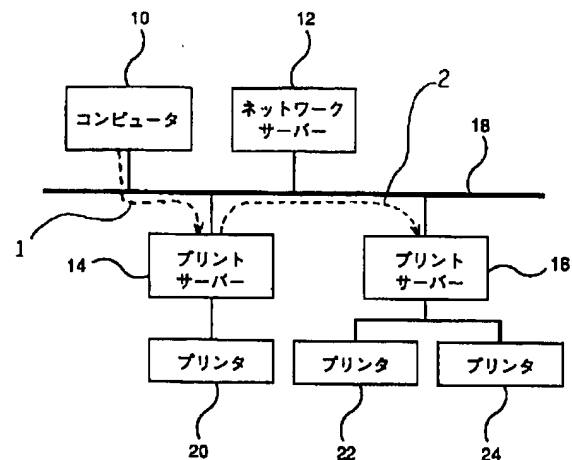 10
12
コンピュータ
ネットワーク
サーバー
2
18
1
14
プリント
サーバー
プリント
サーバー
16
プリンタ
プリンタ
プリンタ
20
22
24